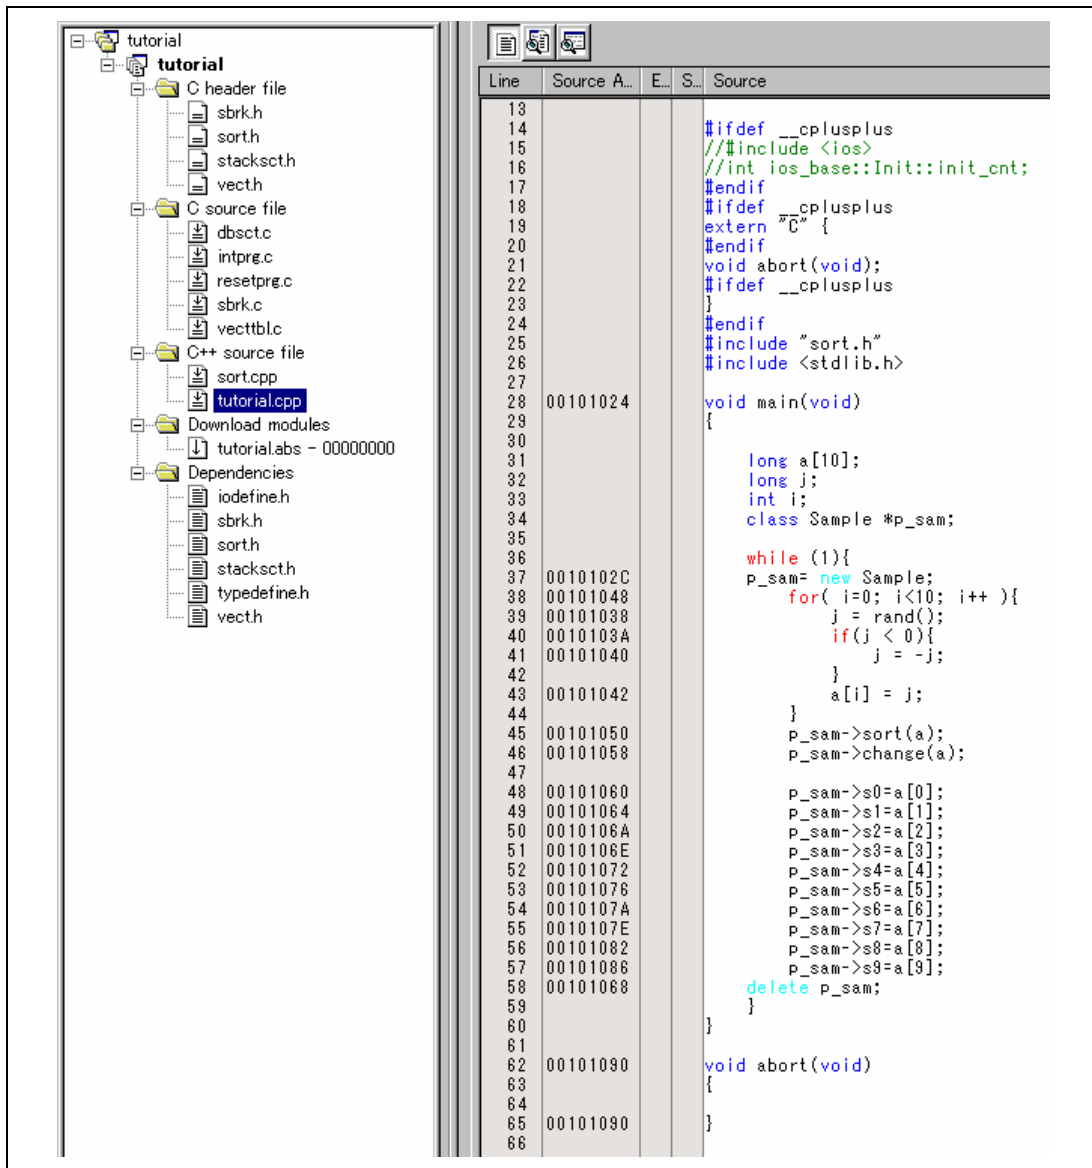 tutorial
tutorial
C header file
sbrk.h
sort.h
stacksct.h
vect.h
C source file
dbsct.c
intprg.c
resetprg.c
sbrk.c
vecttbl.c
C++ source file
sort.cpp
tutorial.cpp
Download modules
tutorial.abs - 00000000
Dependencies
iodefine.h
sbrk.h
sort.h
stacksct.h
typedefine.h
vect.h
Line Source A... E... S... Source
13
14 #ifdef __cplusplus
15 //#include <ios>
16 //int ios_base::Init::init_cnt;
17 #endif
18 #ifdef __cplusplus
19 extern "C" {
20 #endif
21 void abort(void);
22 #ifdef __cplusplus
23 }
24 #endif
25 #include "sort.h"
26 #include <stdlib.h>
27
28 00101024 void main(void)
29 {
30
31 long a[10];
32 long j;
33 int i;
34 class Sample *p_sam;
35
36 while (1){
37 0010102C p_sam= new Sample;
38 00101048 for( i=0; i<10; i++ ){
39 00101038 j = rand();
40 0010103A if(j < 0){
41 00101040 j = -j;
42 }
43 00101042 a[i] = j;
44 }
45 00101050 p_sam->sort(a);
46 00101058 p_sam->change(a);
47
48 00101060 p_sam->s0=a[0];
49 00101064 p_sam->s1=a[1];
50 0010106A p_sam->s2=a[2];
51 0010106E p_sam->s3=a[3];
52 00101072 p_sam->s4=a[4];
53 00101076 p_sam->s5=a[5];
54 0010107A p_sam->s6=a[6];
55 0010107E p_sam->s7=a[7];
56 00101082 p_sam->s8=a[8];
57 00101086 p_sam->s9=a[9];
58 00101068 delete p_sam;
59 }
60 }
61
62 00101090 void abort(void)
63 {
64
65 00101090 }
66